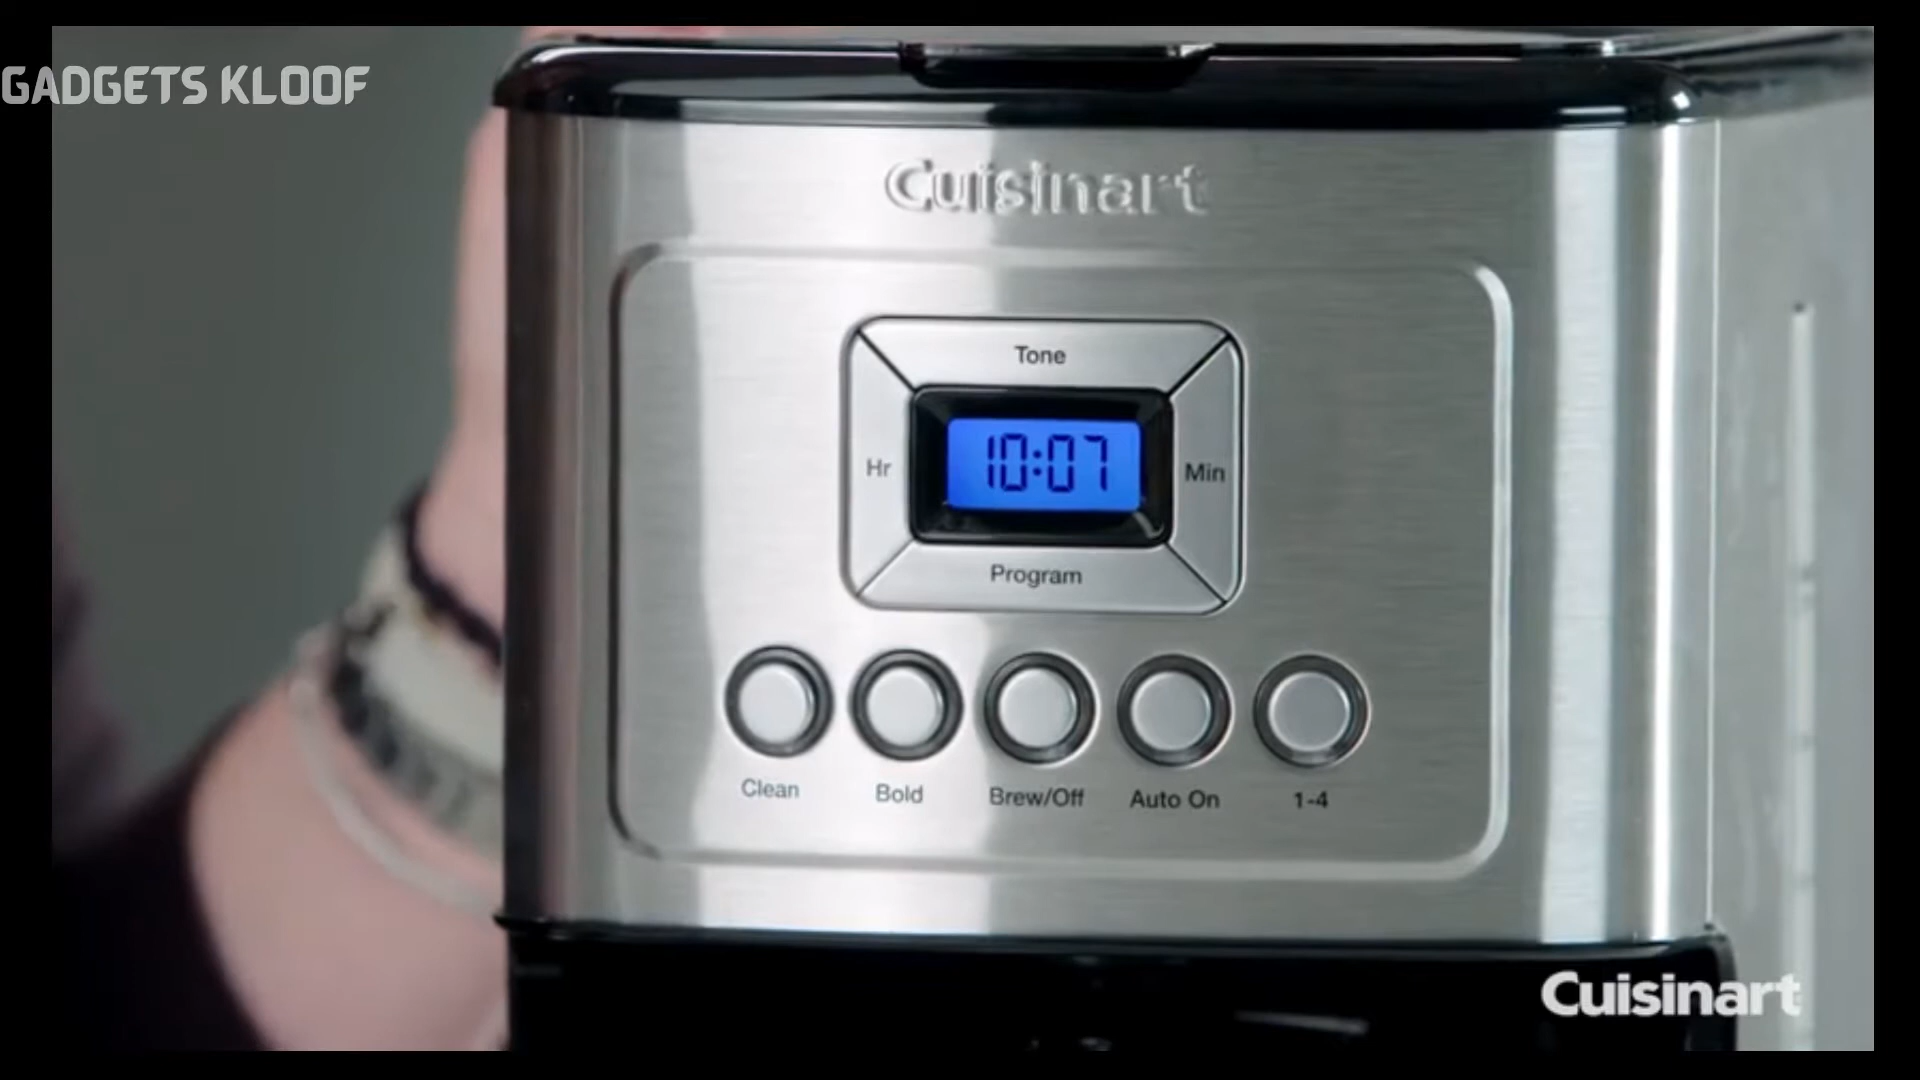 GADGETS KLOOF
Cuisinart
Tone
Hr
10:07
Min
Program
Clean
Bold
Brew/Off
Auto On
1-4
Cuisinart